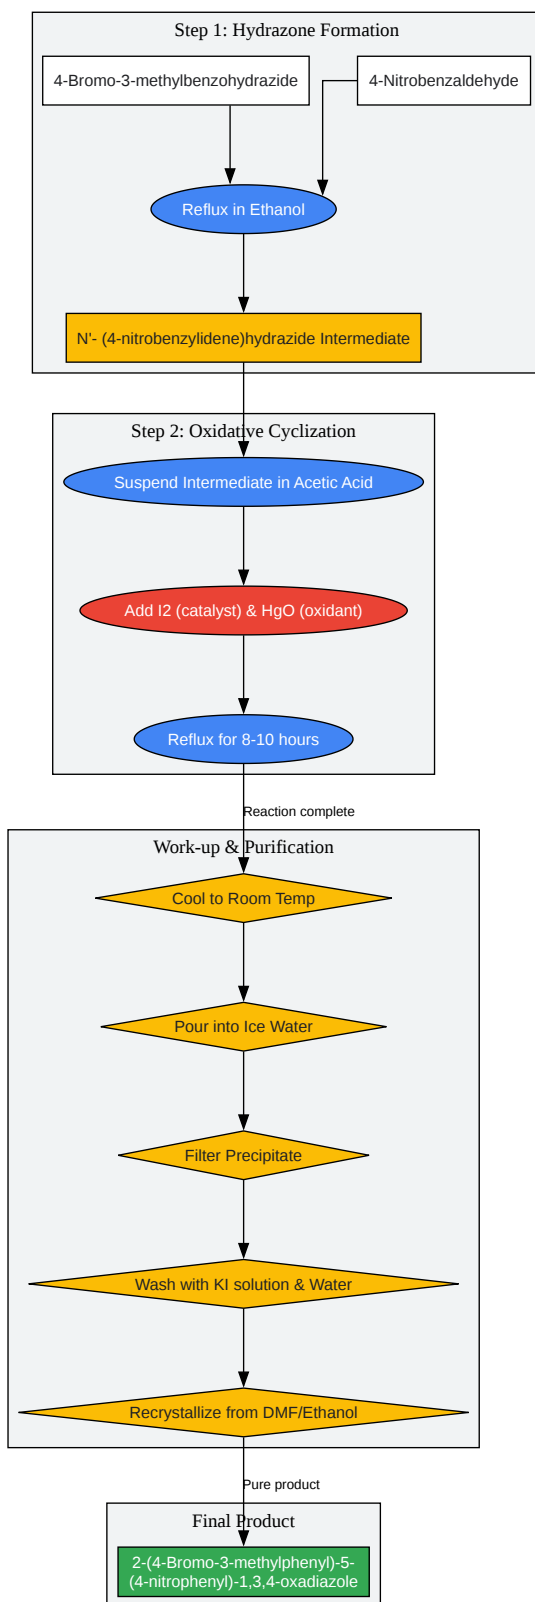 Step 1: Hydrazone Formation
4-Bromo-3-methylbenzohydrazide
4-Nitrobenzaldehyde
Reflux in Ethanol
N'- (4-nitrobenzylidene)hydrazide Intermediate
Step 2: Oxidative Cyclization
Suspend Intermediate in Acetic Acid
Add I2 (catalyst) & HgO (oxidant)
Reflux for 8-10 hours
Reaction complete
Work-up & Purification
Cool to Room Temp
Pour into Ice Water
Filter Precipitate
Wash with KI solution & Water
Recrystallize from DMF/Ethanol
Pure product
Final Product
2-(4-Bromo-3-methylphenyl)-5-
(4-nitrophenyl)-1,3,4-oxadiazole